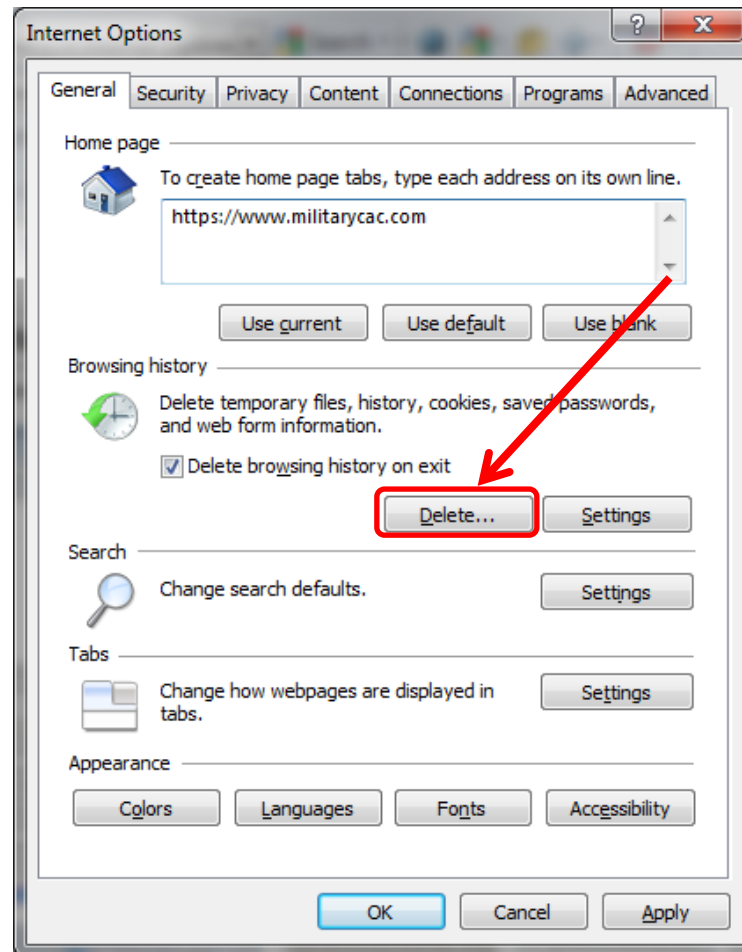 Internet Options
General Security Privacy Content Connections Programs Advanced
Home page
To create home page tabs, type each address on its own line.
https://www.militarycac.com
Use current Use default Use blank
Browsing history
Delete temporary files, history, cookies, saved passwords,
and web form information.
Delete browsing history on exit
Delete... Settings
Search
Change search defaults.
Settings
Tabs
Change how webpages are displayed in
tabs.
Settings
Appearance
Colors Languages Fonts Accessibility
OK Cancel Apply